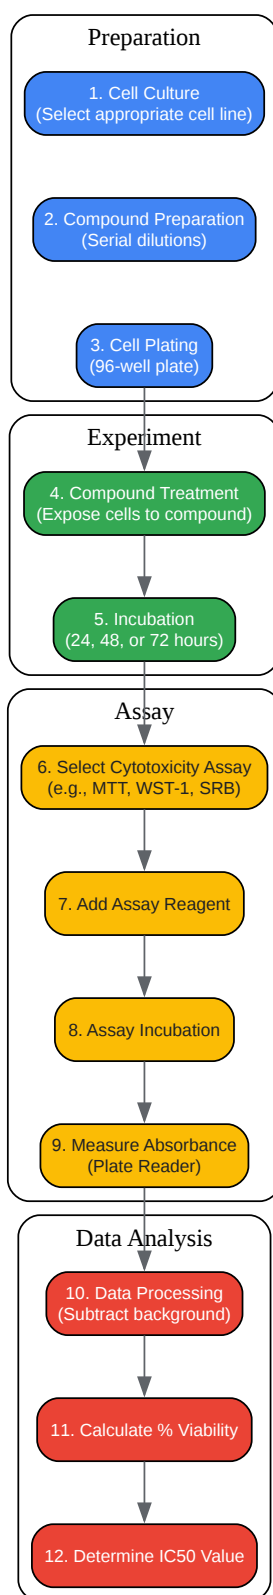 Preparation
1. Cell Culture
(Select appropriate cell line)
2. Compound Preparation
(Serial dilutions)
3. Cell Plating
(96-well plate)
Experiment
4. Compound Treatment
(Expose cells to compound)
5. Incubation
(24, 48, or 72 hours)
Assay
6. Select Cytotoxicity Assay
(e.g., MTT, WST-1, SRB)
7. Add Assay Reagent
8. Assay Incubation
9. Measure Absorbance
(Plate Reader)
Data Analysis
10. Data Processing
(Subtract background)
11. Calculate % Viability
12. Determine IC50 Value